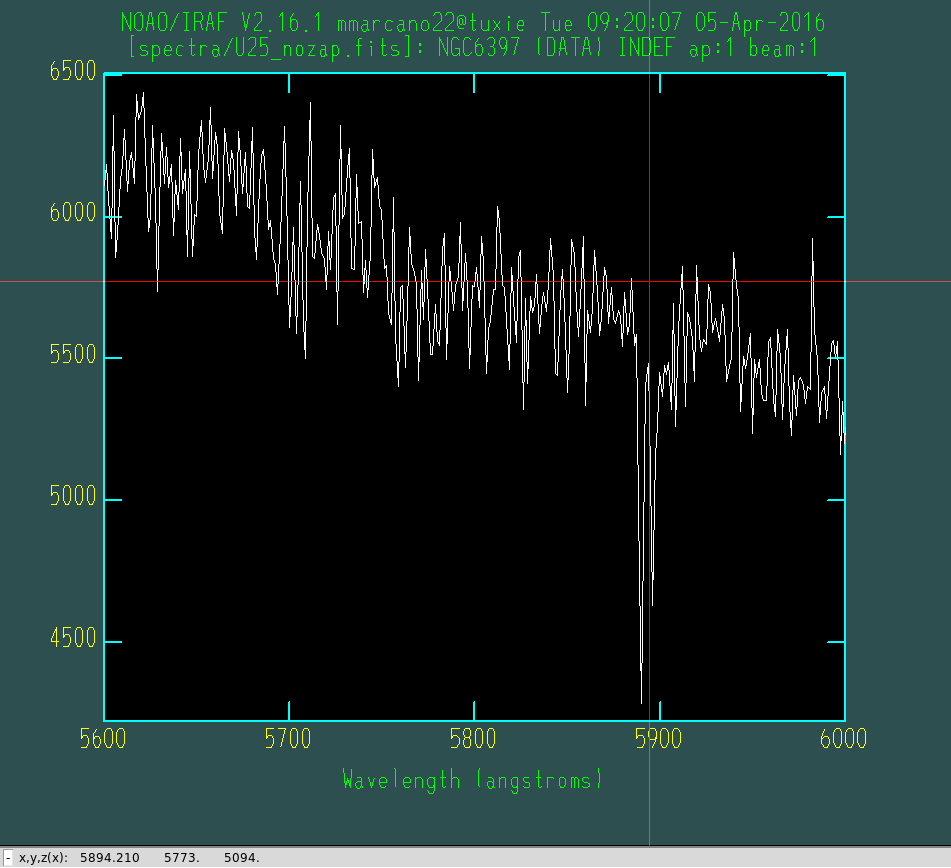 NOAO/IRAF V2.16.1 mmarcano22@tuxie Tue 09:20:07 05-Apr-2016
[spectra/U25_nozap.fits]: NGC6397 (DATA) INDEF ap:1 beam:1
6500
6000
5500
5000
4500
5600 5700 5800 5900 6000
Wavelength (angstroms)
- x,y,z(x): 5894.210 5773. 5094.